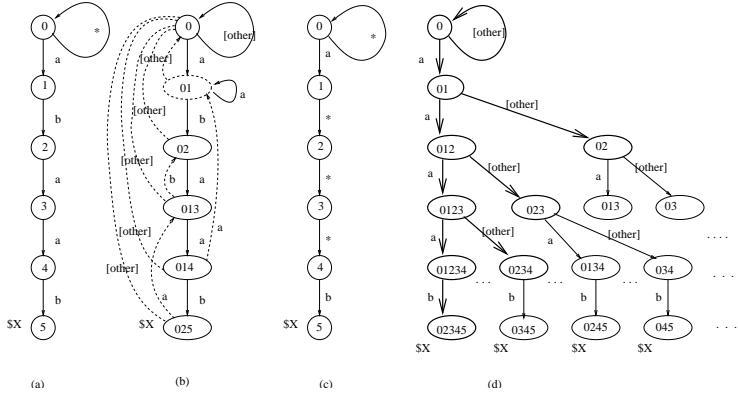 0 * 0 [other] 0 * 0 [other]
a [other] a a a
1 01 a 1 01
b [other] b * a [other]
2 02 2 012 02
a [other] b a * a [other] a [other]
3 013 3 0123 023 013 03
a [other] a a * a [other] a [other] . . . .
4 [other] 014 4 01234 . . . 0234 . . . 0134 034 . . .
b a b b b b b b
$X 5 $X 025 $X 5 02345 0345 0245 045 . . .
$X $X $X $X
(a) (b) (c) (d)